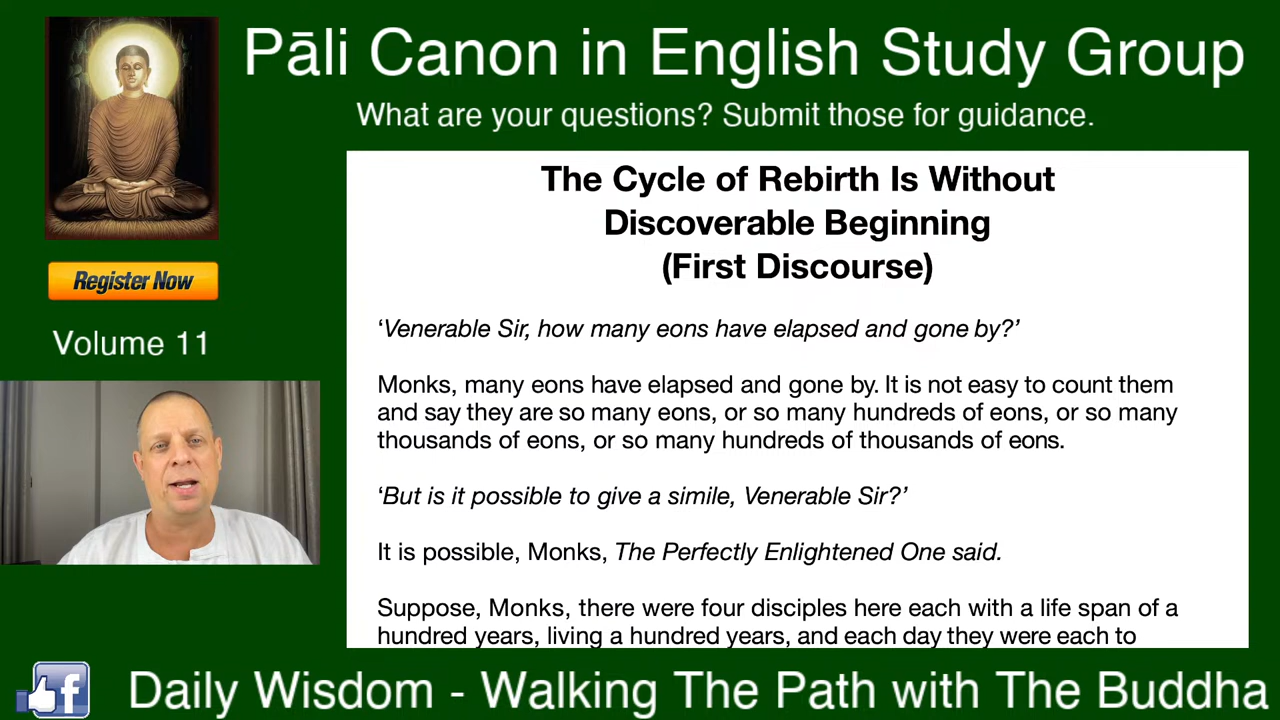 Pāli Canon in English Study Group
What are your questions? Submit those for guidance.
Register Now
Volume 11
The Cycle of Rebirth Is Without
Discoverable Beginning
(First Discourse)
‘Venerable Sir, how many eons have elapsed and gone by?’
Monks, many eons have elapsed and gone by. It is not easy to count them
and say they are so many eons, or so many hundreds of eons, or so many
thousands of eons, or so many hundreds of thousands of eons.
‘But is it possible to give a simile, Venerable Sir?’
It is possible, Monks, The Perfectly Enlightened One said.
Suppose, Monks, there were four disciples here each with a life span of a
hundred years, living a hundred years, and each day they were each to
f
Daily Wisdom - Walking The Path with The Buddha